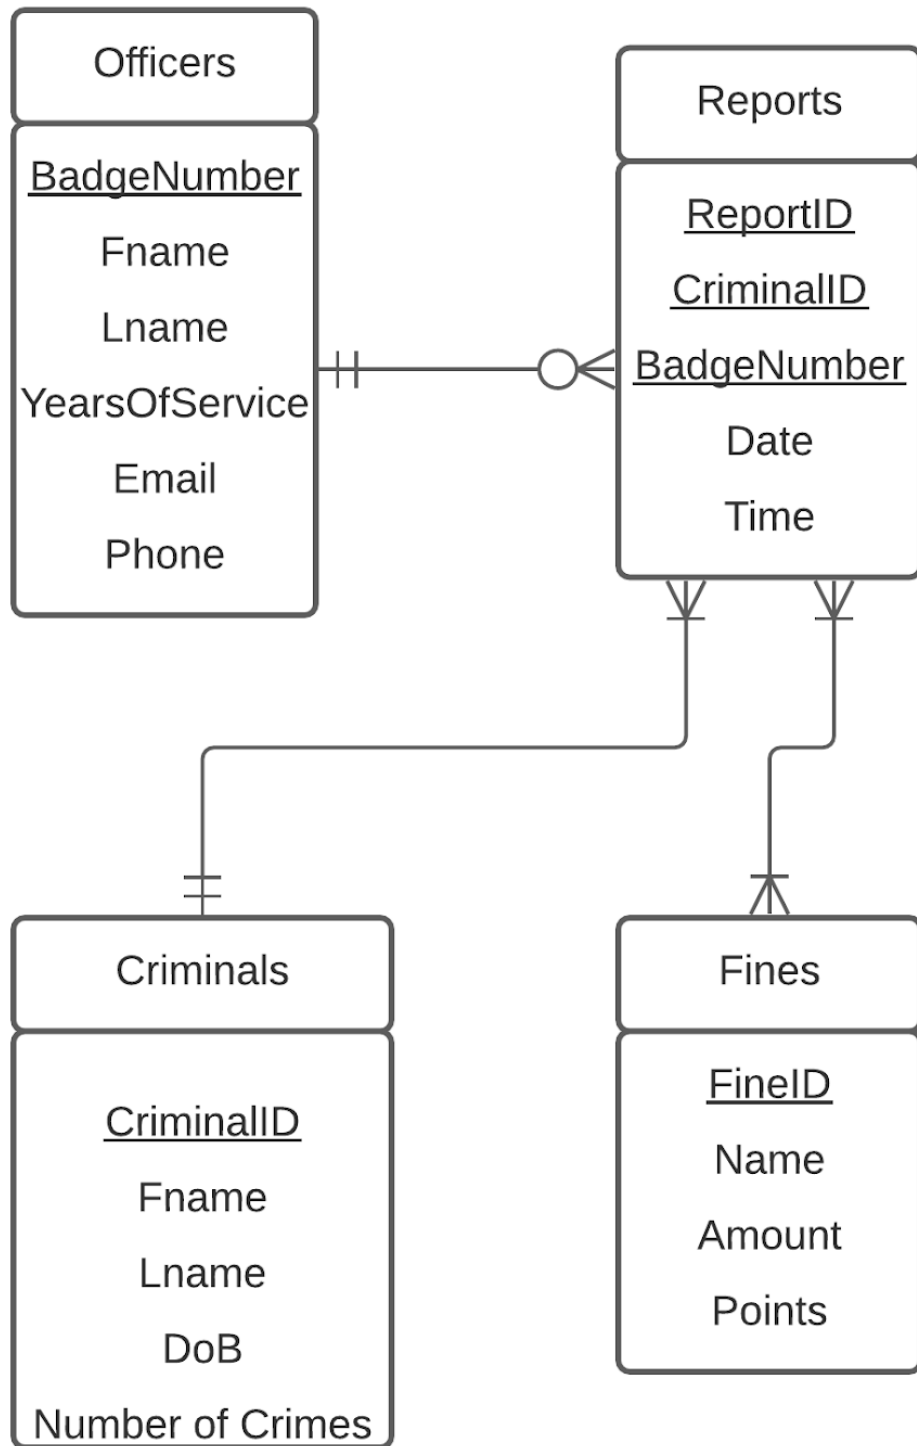 Officers
BadgeNumber
Fname
Lname
YearsOfService
Email
Phone
Reports
ReportID
CriminalID
BadgeNumber
Date
Time
Criminals
CriminalID
Fname
Lname
DoB
Number of Crimes
Fines
FineID
Name
Amount
Points